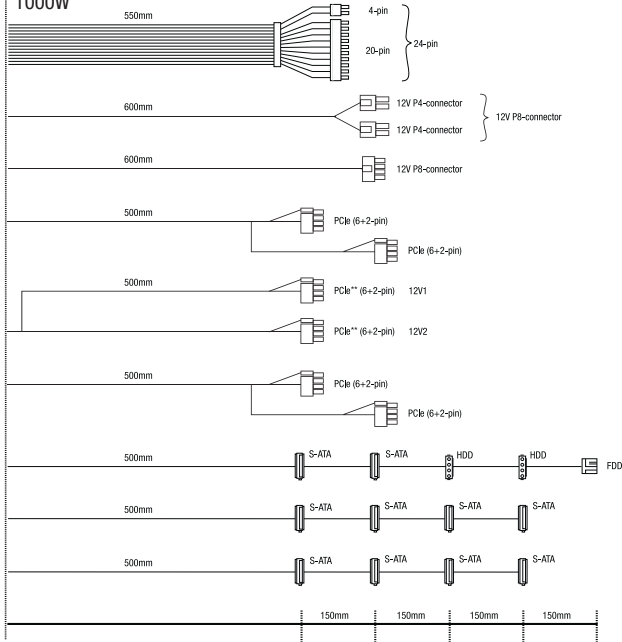 1000W
550mm
4-pin
20-pin
24-pin
600mm
12V P4-connector
12V P4-connector
12V P8-connector
600mm
12V P8-connector
500mm
PCIe (6+2-pin)
PCIe (6+2-pin)
500mm
PCIe** (6+2-pin) 12V1
PCIe** (6+2-pin) 12V2
500mm
PCIe (6+2-pin)
PCIe (6+2-pin)
500mm S-ATA S-ATA HDD HDD FDD
500mm S-ATA S-ATA S-ATA S-ATA
500mm S-ATA S-ATA S-ATA S-ATA
150mm 150mm 150mm 150mm